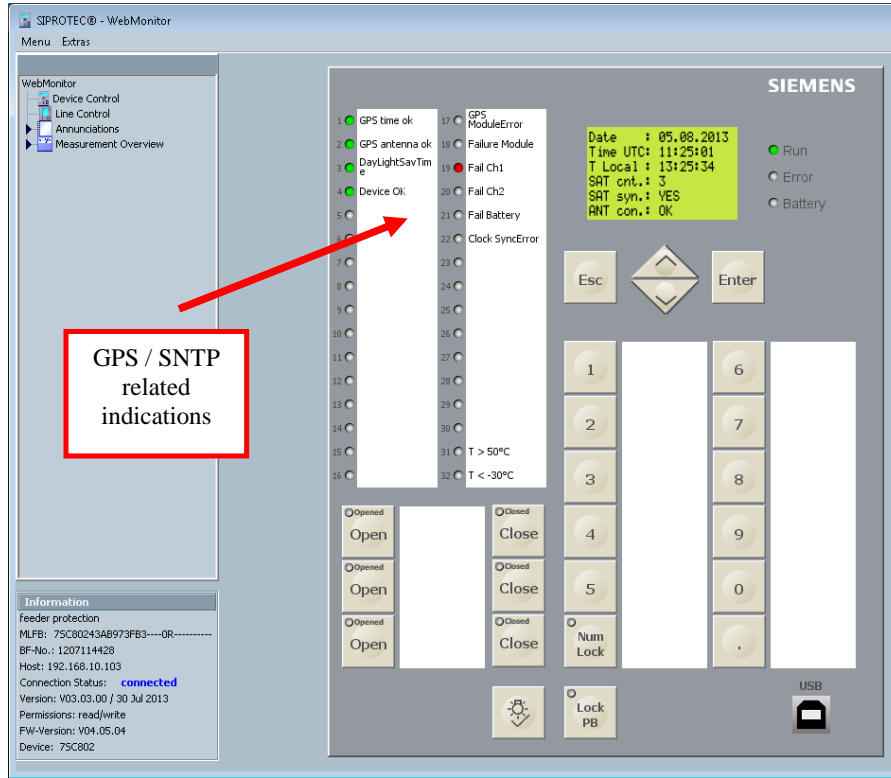 SIPROTEC® - WebMonitor
Menu Extras
WebMonitor
Device Control
Line Control
Annunciations
Measurement Overview
GPS / SNTP
related
indications
Information
feeder protection
MLFB: 7SC80243AB973FB3----0R----------
BF-No.: 1207114428
Host: 192.168.10.103
Connection Status: connected
Version: V03.03.00 / 30 Jul 2013
Permissions: read/write
FW-Version: V04.05.04
Device: 7SC802
SIEMENS
1 GPS time ok
2 GPS antenna ok
3 DayLightSavTim
e
4 Device OK
5
6
7
8
9
10
11
12
13
14
15
16
17 GPS
ModuleError
18 Failure Module
19 Fail Ch1
20 Fail Ch2
21 Fail Battery
22 Clock SyncError
23
24
25
26
27
28
29
30
31 T > 50°C
32 T < -30°C
Date : 05.08.2013
Time UTC: 11:25:01
T Local : 13:25:34
SAT cnt.: 3
SAT syn.: YES
ANT con.: OK
Run
Error
Battery
Esc
Enter
1
6
2
7
3
8
4
9
5
0
Num
Lock
.
Opened
Open
Closed
Close
Opened
Open
Closed
Close
Opened
Open
Closed
Close
Lock
PB
USB